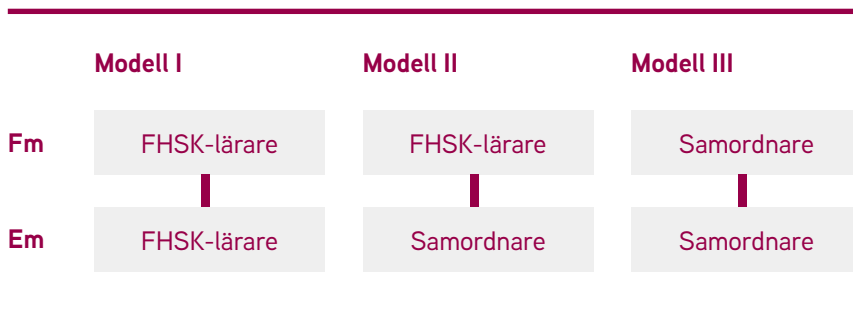 Modell I Modell II Modell III
Fm FHSK-lärare FHSK-lärare Samordnare
Em FHSK-lärare Samordnare Samordnare